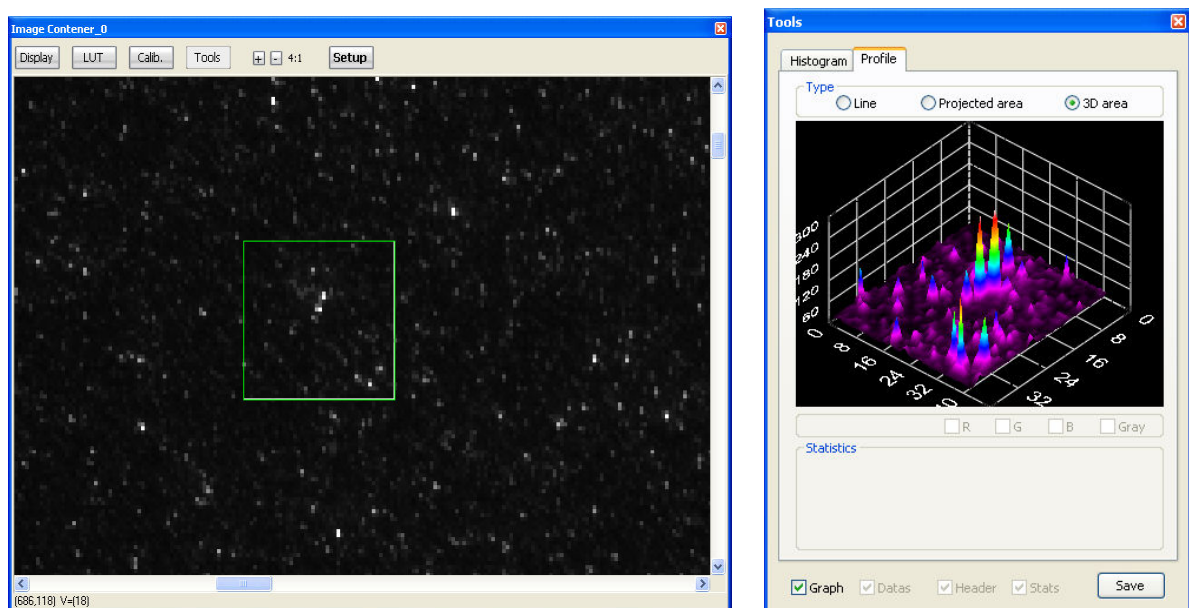 Image Contener_0
Display LUT Calib. Tools + - 4:1 Setup
(686,118) V=(18)
Tools
Histogram Profile
Type
Line Projected area 3D area
300
240
180
120
60
0 8 16 24 32 40
0 8 16 24 32
R G B Gray
Statistics
Graph Datas Header Stats Save